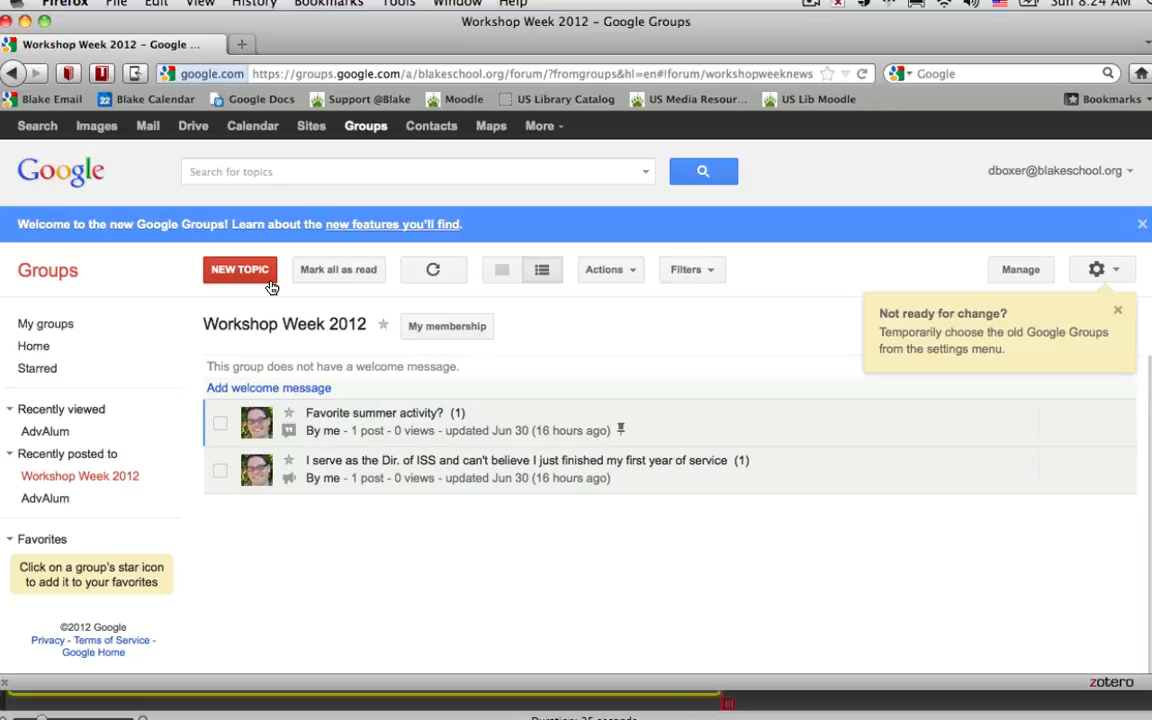 Firefox File Edit View History Bookmarks Tools Window Help Sun 8:24 AM
Workshop Week 2012 – Google Groups
Workshop Week 2012 – Google ...
google.com https://groups.google.com/a/blakeschool.org/forum/?fromgroups&hl=en#!forum/workshopweeknews Google
Blake Email Blake Calendar Google Docs Support @Blake Moodle US Library Catalog US Media Resour... US Lib Moodle Bookmarks
Search Images Mail Drive Calendar Sites Groups Contacts Maps More
Google Search for topics dboxer@blakeschool.org
Welcome to the new Google Groups! Learn about the new features you'll find.
Groups NEW TOPIC Mark all as read Actions Filters Manage
Not ready for change?
Temporarily choose the old Google Groups
from the settings menu.
My groups
Home
Starred
Recently viewed
AdvAlum
Recently posted to
Workshop Week 2012
AdvAlum
Favorites
Click on a group's star icon
to add it to your favorites
©2012 Google
Privacy - Terms of Service -
Google Home
Workshop Week 2012 My membership
This group does not have a welcome message.
Add welcome message
Favorite summer activity? (1)
By me - 1 post - 0 views - updated Jun 30 (16 hours ago)
I serve as the Dir. of ISS and can't believe I just finished my first year of service (1)
By me - 1 post - 0 views - updated Jun 30 (16 hours ago)
zotero
Duration: 25 seconds